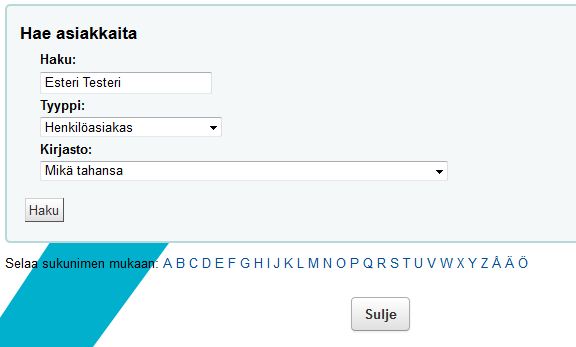 Hae asiakkaita
Haku:
Esteri Testeri
Tyyppi:
Henkilöasiakas
Kirjasto:
Mikä tahansa
Haku
Selaa sukunimen mukaan: A B C D E F G H I J K L M N O P Q R S T U V W X Y Z Å Ä Ö
Sulje